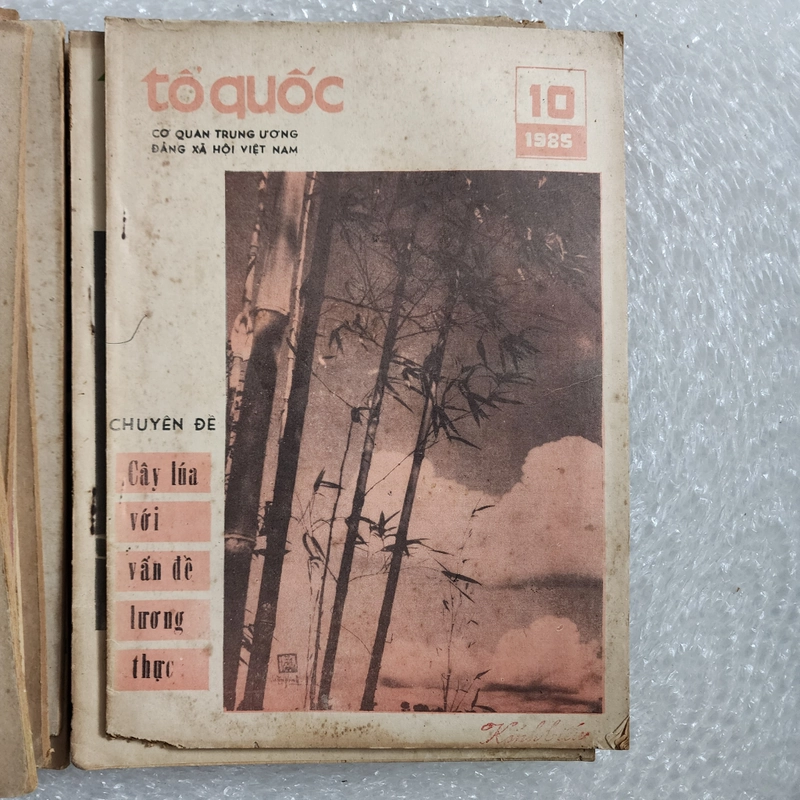 tổ quốc
10
1985
CƠ QUAN TRUNG ƯƠNG
ĐẢNG XÃ HỘI VIỆT NAM
CHUYÊN ĐỀ
Cây lúa
với
vấn đề
lương
thực